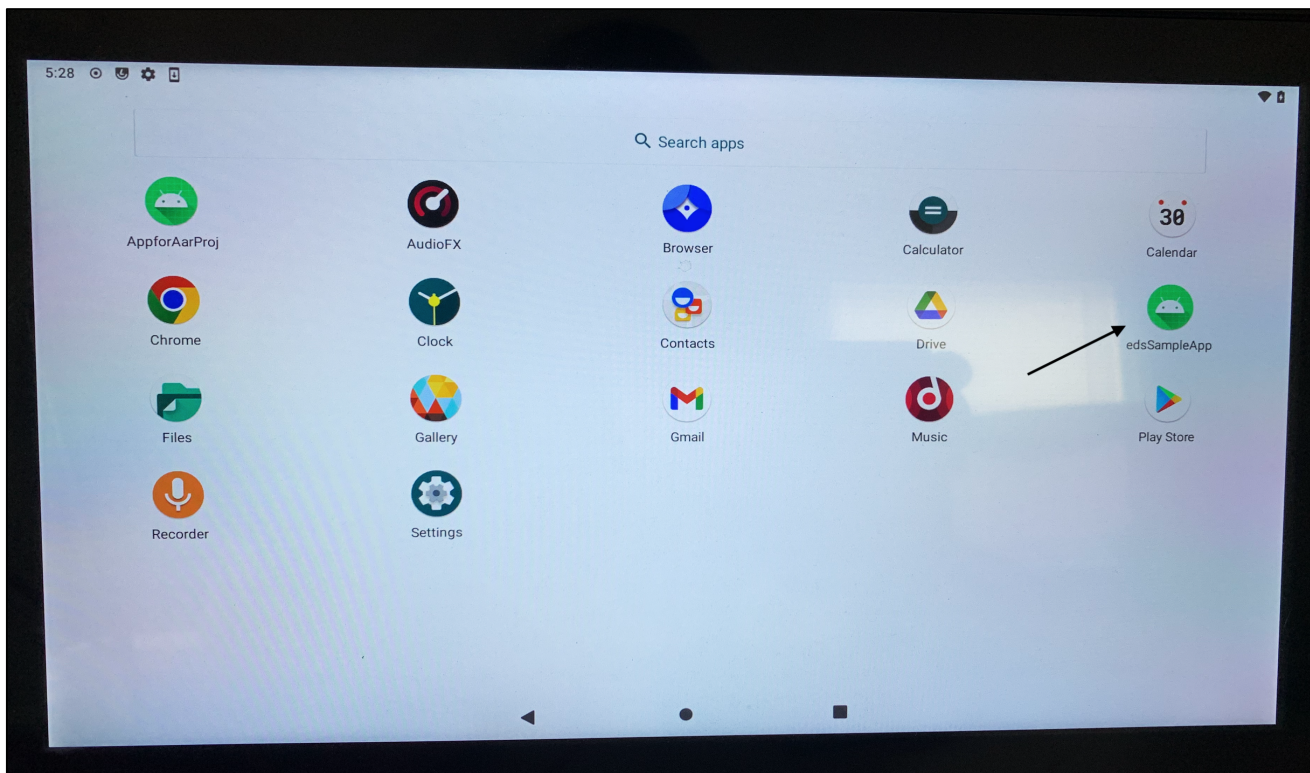 5:28
Search apps
AppforAarProj AudioFX Browser Calculator Calendar
30
Chrome Clock Contacts Drive edsSampleApp
Files Gallery Gmail Music Play Store
Recorder Settings